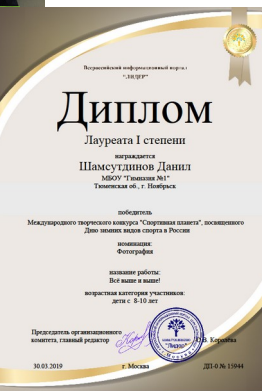 Всероссийский информационный портал
"ЛИДЕР"
Диплом
Лауреата I степени
награждается
Шамсутдинов Данил
МБОУ "Гимназия №1"
Тюменская об., г. Ноябрьск
победитель
Международного творческого конкурса "Спортивная планета", посвященного
Дню зимних видов спорта в России
номинация:
Фотография
название работы:
Всё выше и выше!
возрастная категория участников:
дети с 8-10 лет
Председатель организационного
комитета, главный редактор
О.В. Королёва
"Лидер"
30.03.2019
г. Москва
ДП-0 № 15944